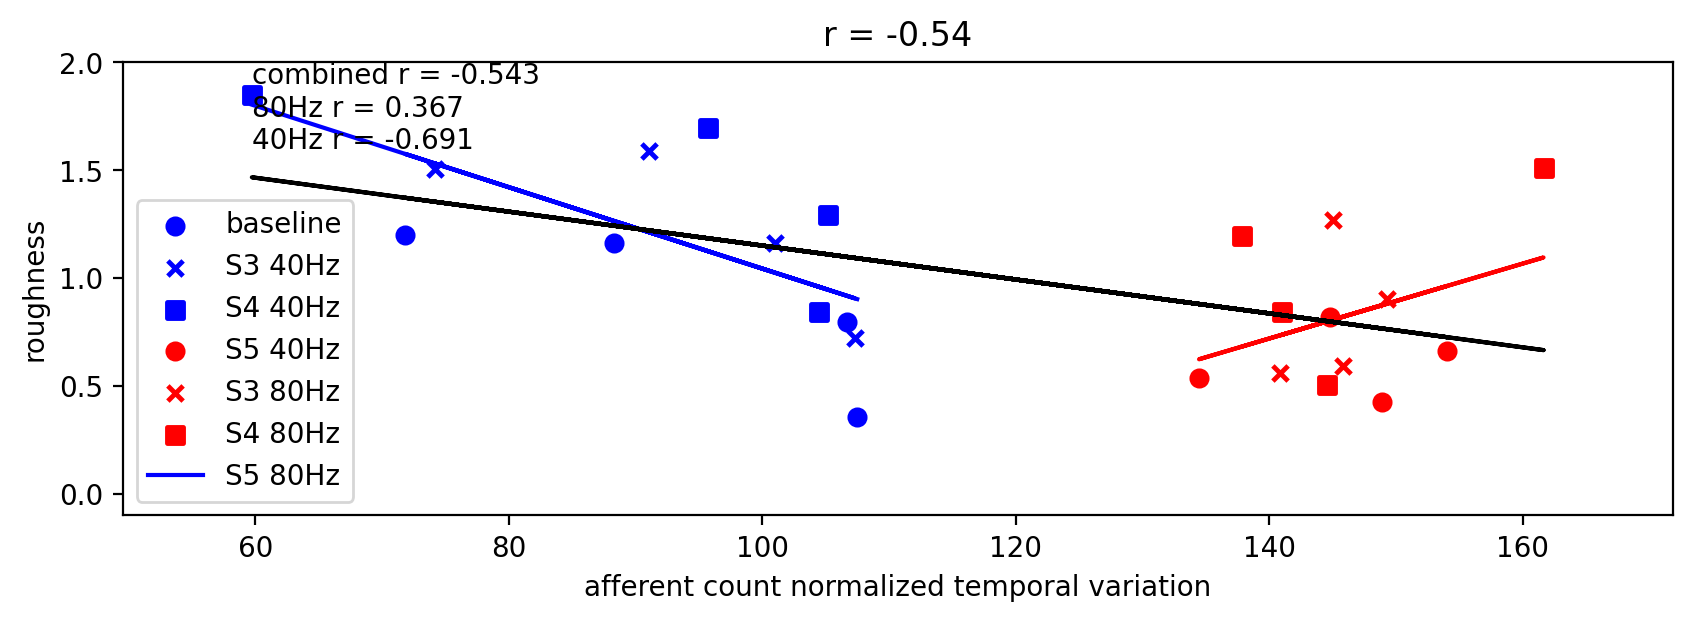 r = -0.54
combined r = -0.543
80Hz r = 0.367
40Hz r = -0.691
2.0
1.5
1.0
0.5
0.0
roughness
baseline
S3 40Hz
S4 40Hz
S5 40Hz
S3 80Hz
S4 80Hz
S5 80Hz
60 80 100 120 140 160
afferent count normalized temporal variation